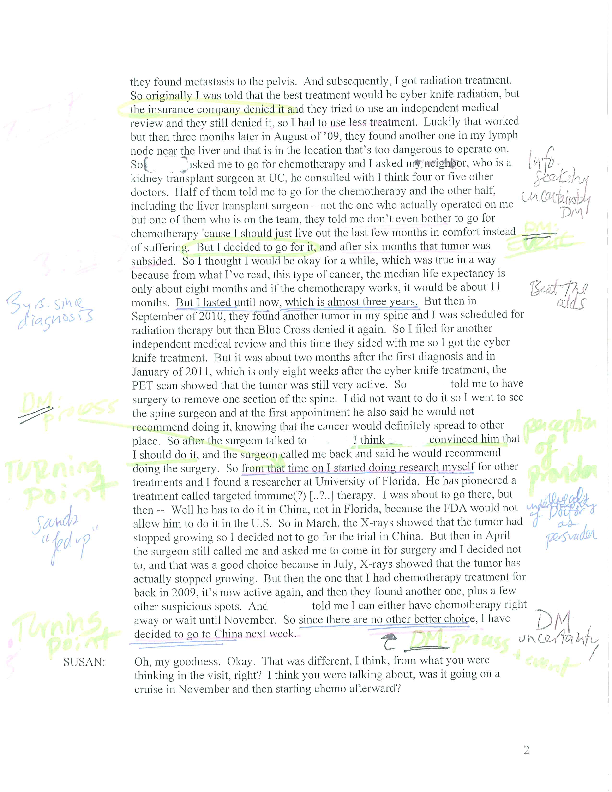 they found metastasis to the pelvis. And subsequently, I got radiation treatment.
So originally I was told that the best treatment would be cyber knife radiation, but
the insurance company denied it and they tried to use an independent medical
review and they still denied it, so I had to use less treatment. Luckily that worked
but then three months later in August of '09, they found another one in my lymph
node near the liver and that is in the location that's too dangerous to operate on.
So [ ] asked me to go for chemotherapy and I asked my neighbor, who is a
kidney transplant surgeon at UC, he consulted with I think four or five other
doctors. Half of them told me to go for the chemotherapy and the other half,
including the liver transplant surgeon-- not the one who actually operated on me
but one of them who is on the team, they told me don't even bother to go for
chemotherapy 'cause I should just live out the last few months in comfort instead
of suffering. But I decided to go for it, and after six months that tumor was
subsided. So I thought I would be okay for a while, which was true in a way
because from what I've read, this type of cancer, the median life expectancy is
only about eight months and if the chemotherapy works, it would be about 11
months. But I lasted until now, which is almost three years. But then in
September of 2010, they found another tumor in my spine and I was scheduled for
radiation therapy but then Blue Cross denied it again. So I filed for another
independent medical review and this time they sided with me so I got the cyber
knife treatment. But it was about two months after the first diagnosis and in
January of 2011, which is only eight weeks after the cyber knife treatment, the
PET scan showed that the tumor was still very active. So told me to have
surgery to remove one section of the spine. I did not want to do it so I went to see
the spine surgeon and at the first appointment he also said he would not
recommend doing it, knowing that the cancer would definitely spread to other
place. So after the surgeon talked to I think convinced him that
I should do it, and the surgeon called me back and said he would recommend
doing the surgery. So from that time on I started doing research myself for other
treatments and I found a researcher at University of Florida. He has pioneered a
treatment called targeted immune(?) [..?..] therapy. I was about to go there, but
then -- Well he has to do it in China, not in Florida, because the FDA would not
allow him to do it in the U.S. So in March, the X-rays showed that the tumor had
stopped growing so I decided not to go for the trial in China. But then in April
the surgeon still called me and asked me to come in for surgery and I decided not
to, and that was a good choice because in July, X-rays showed that the tumor has
actually stopped growing. But then the one that I had chemotherapy treatment for
back in 2009, it's now active again, and then they found another one, plus a few
other suspicious spots. And told me I can either have chemotherapy right
away or wait until November. So since there are no other better choice, I have
decided to go to China next week.
SUSAN: Oh, my goodness. Okay. That was different, I think, from what you were
thinking in the visit, right? I think you were talking about, was it going on a
cruise in November and then starting chemo afterward?
2
3 yrs. since
diagnosis
DM
process
TURNING
POINT
Sands
"fed up"
Turning
point
Info
Seeking
uncertainty
DM
Beat the
odds
perception
of
as
persuader
DM
uncertainty
DM process
event